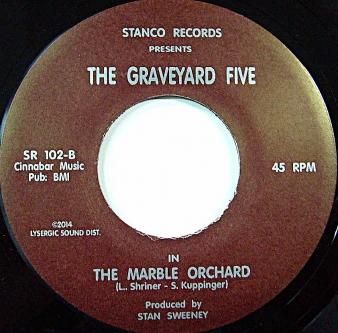 STANCO RECORDS
PRESENTS
THE GRAVEYARD FIVE
SR 102-B
Cinnabar Music
Pub: BMI
45 RPM
©2014
LYSERGIC SOUND DIST.
IN
THE MARBLE ORCHARD
(L. Shriner - S. Kuppinger)
Produced by
STAN SWEENEY